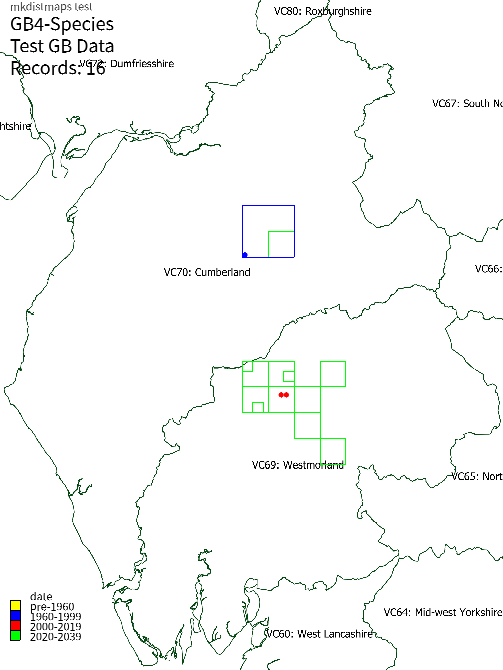 mkdistmaps test
GB4-Species
Test GB Data
Records: 16
VC80: Roxburghshire
VC72: Dumfriesshire
VC67: South No
htshire
VC66:
VC70: Cumberland
VC69: Westmorland
VC65: Nort
date
pre-1960
1960-1999
2000-2019
2020-2039
VC64: Mid-west Yorkshire
VC60: West Lancashire